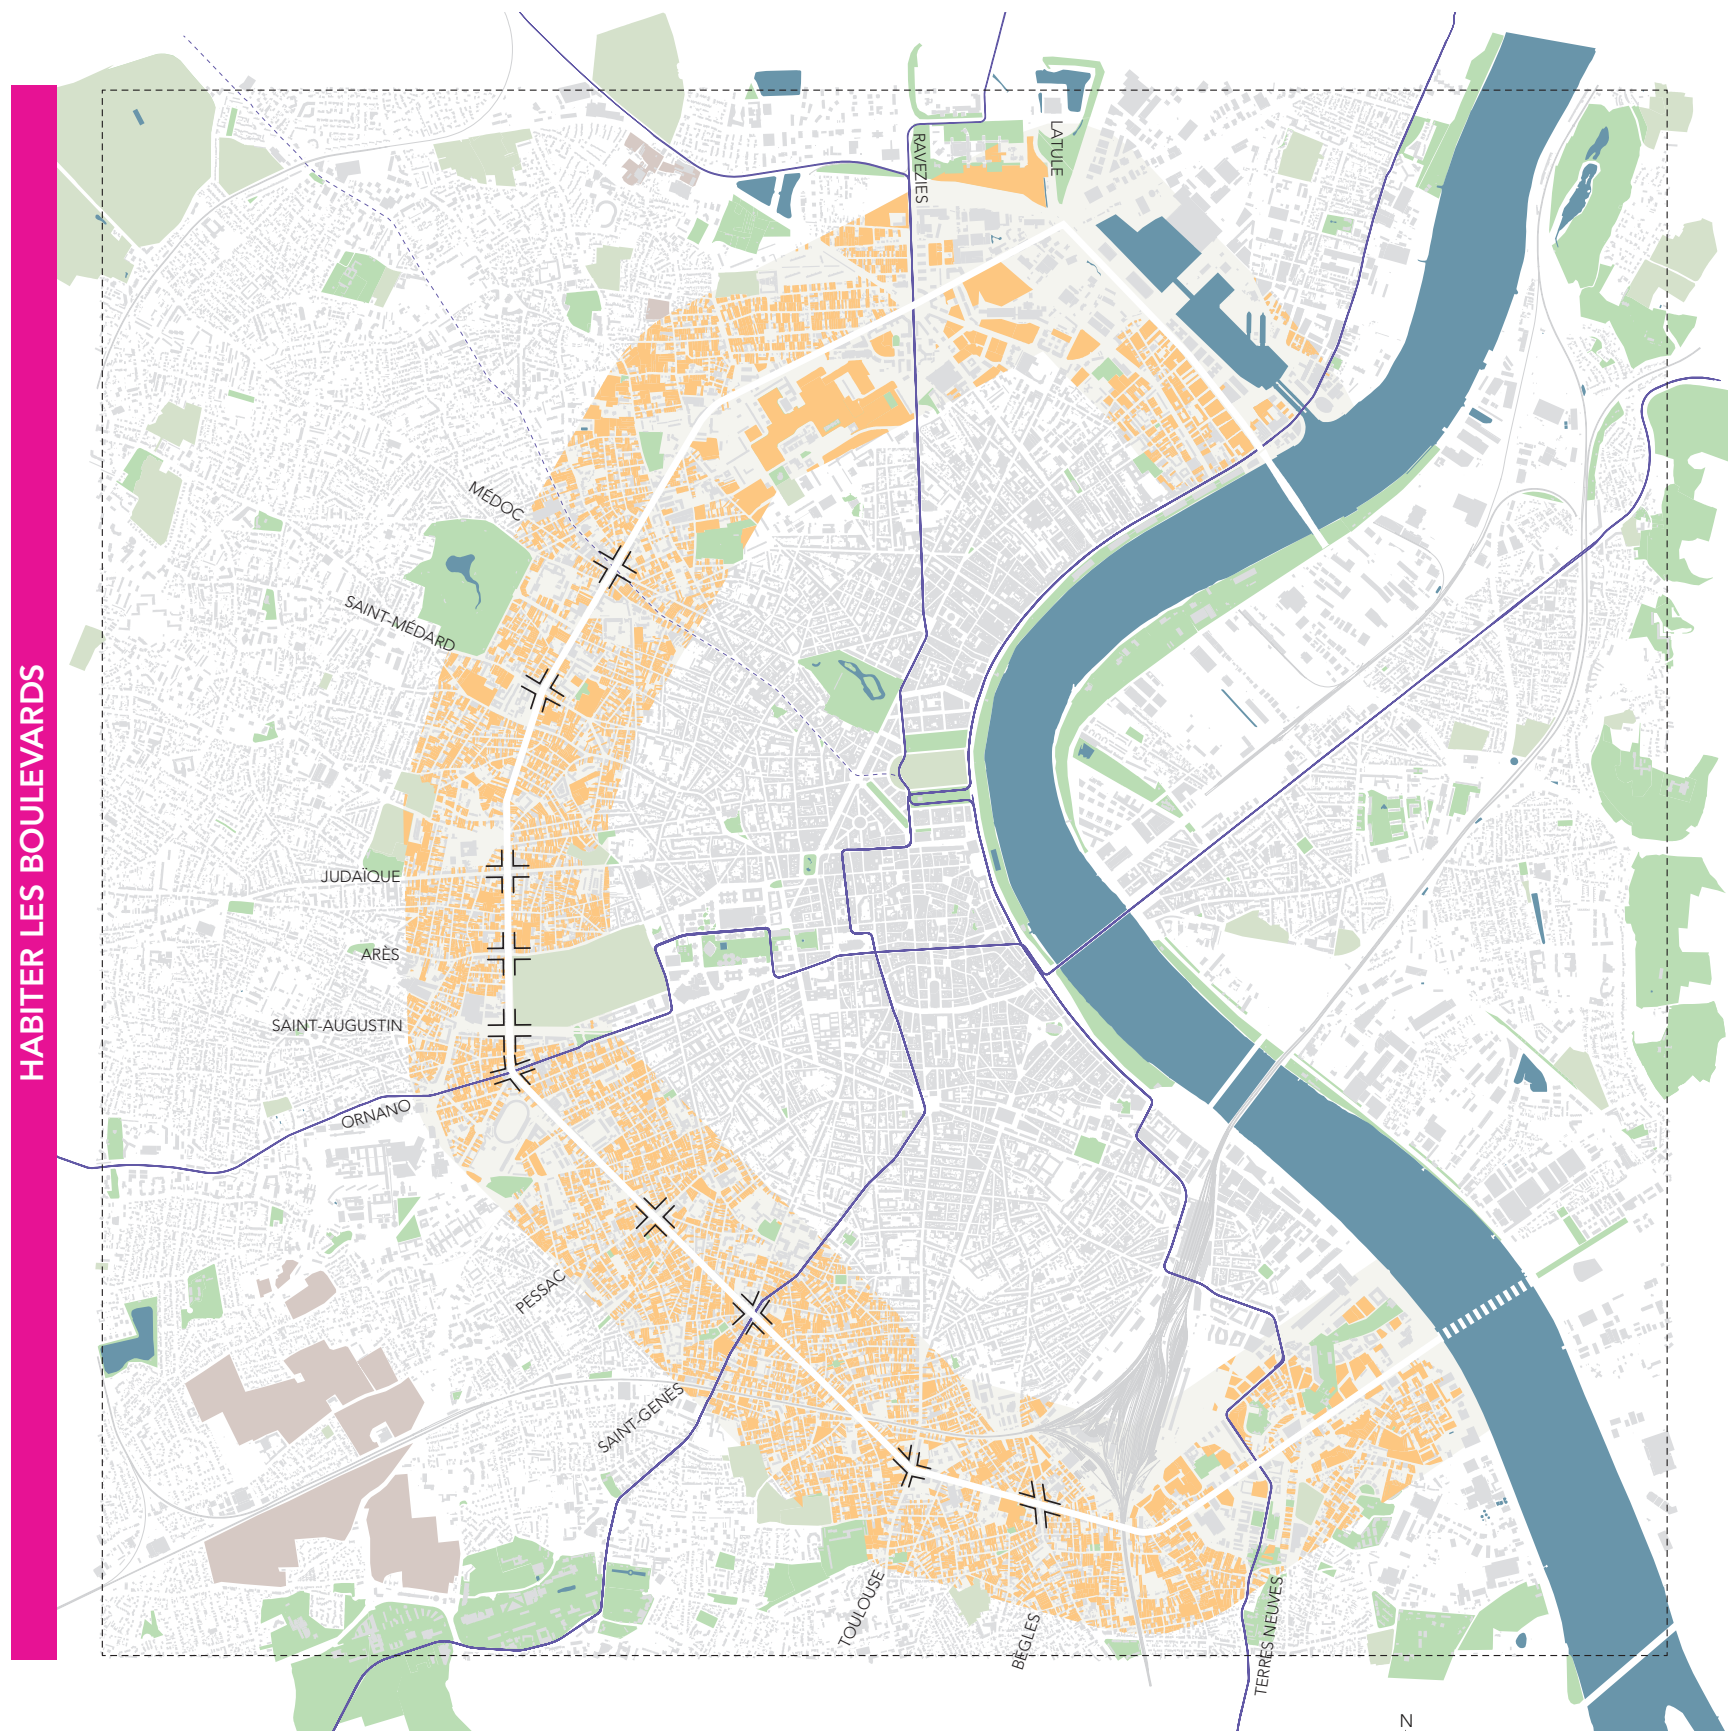 HABITER LES BOULEVARDS
RAVEZIES
LATULE
MÉDOC
SAINT-MÉDARD
JUDAÏQUE
ARÈS
SAINT-AUGUSTIN
ORNANO
PESSAC
SAINT-GENÈS
TOULOUSE
BÈGLES
TERRES NEUVES
N